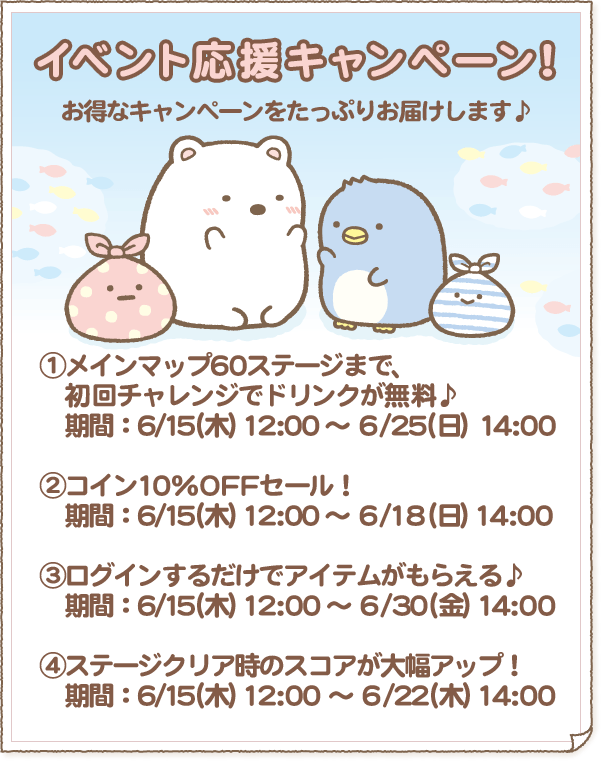 イベント応援キャンペーン！
お得なキャンペーンをたっぷりお届けします♪
①メインマップ60ステージまで、
初回チャレンジでドリンクが無料♪
期間：6/15(木) 12:00 ～ 6/25(日) 14:00
②コイン10％OFFセール！
期間：6/15(木) 12:00 ～ 6/18(日) 14:00
③ログインするだけでアイテムがもらえる♪
期間：6/15(木) 12:00 ～ 6/30(金) 14:00
④ステージクリア時のスコアが大幅アップ！
期間：6/15(木) 12:00 ～ 6/22(木) 14:00